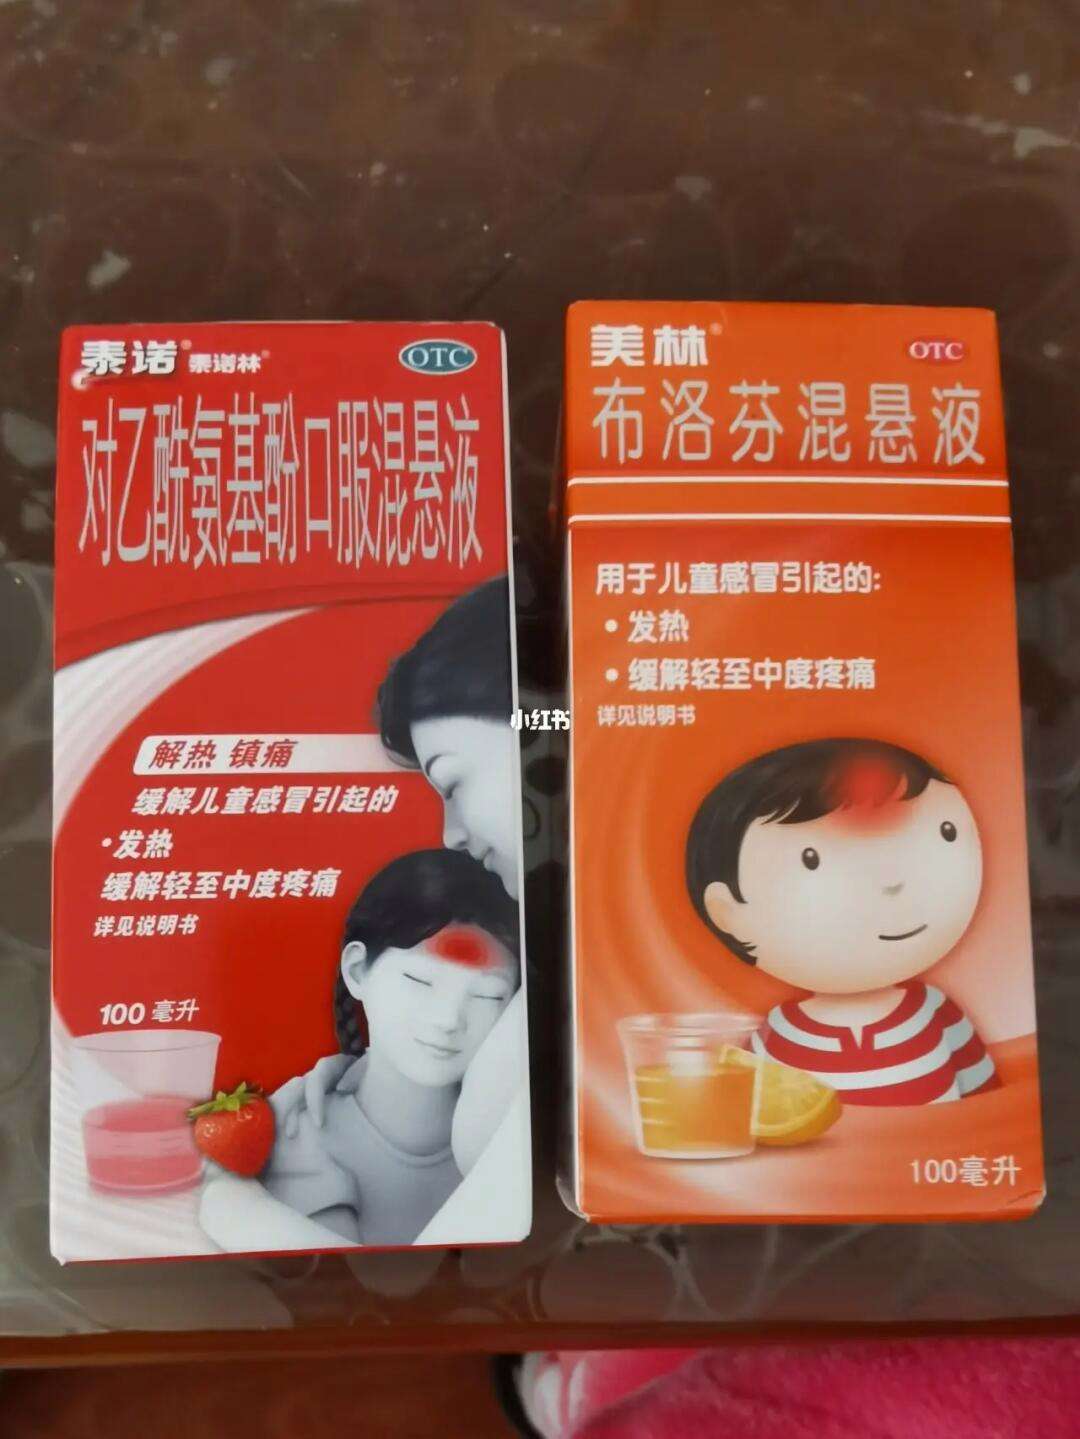 泰诺® 泰诺林®
OTC
对乙酰氨基酚口服混悬液
解热 镇痛
缓解儿童感冒引起的
·发热
缓解轻至中度疼痛
详见说明书
100 毫升
美林®
OTC
布洛芬混悬液
用于儿童感冒引起的:
·发热
·缓解轻至中度疼痛
详见说明书
100毫升
小红书